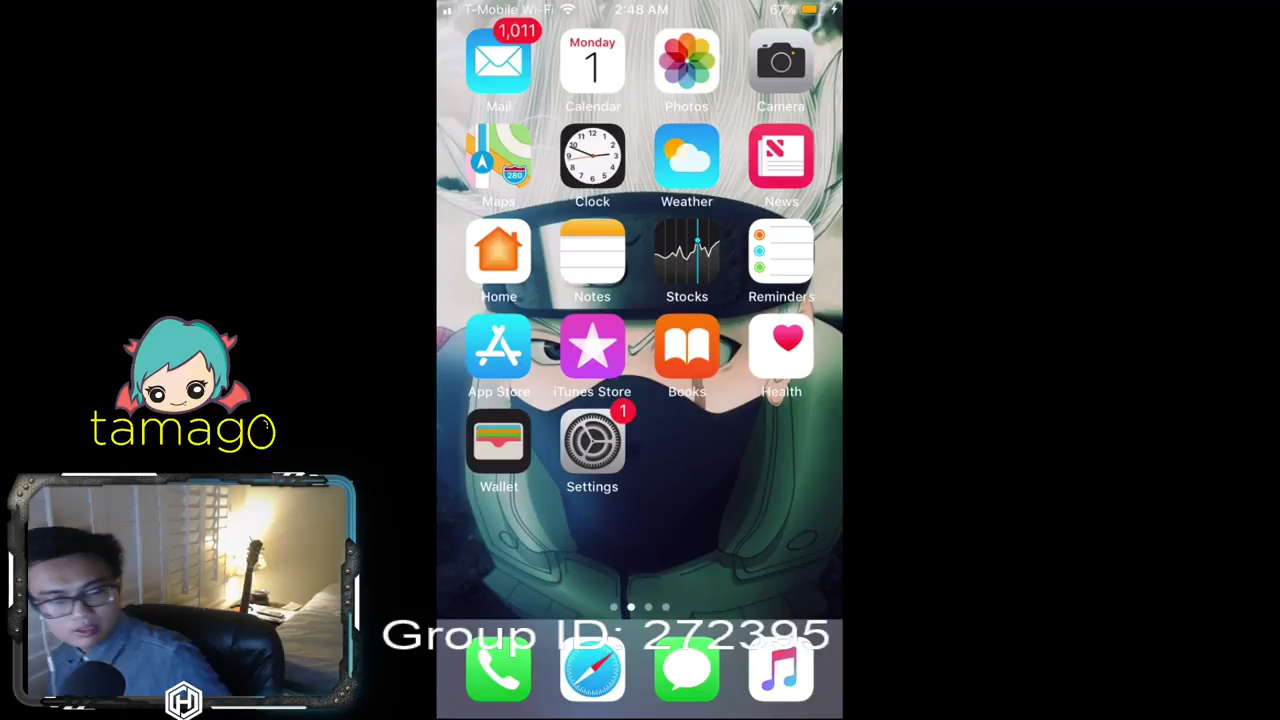 T-Mobile Wi-Fi 2:48 AM 67%
1,011
Monday
1
Mail Calendar Photos Camera
280
Maps Clock Weather News
Home Notes Stocks Reminders
App Store iTunes Store Books Health
1
Wallet Settings
tamago
Group ID: 272395